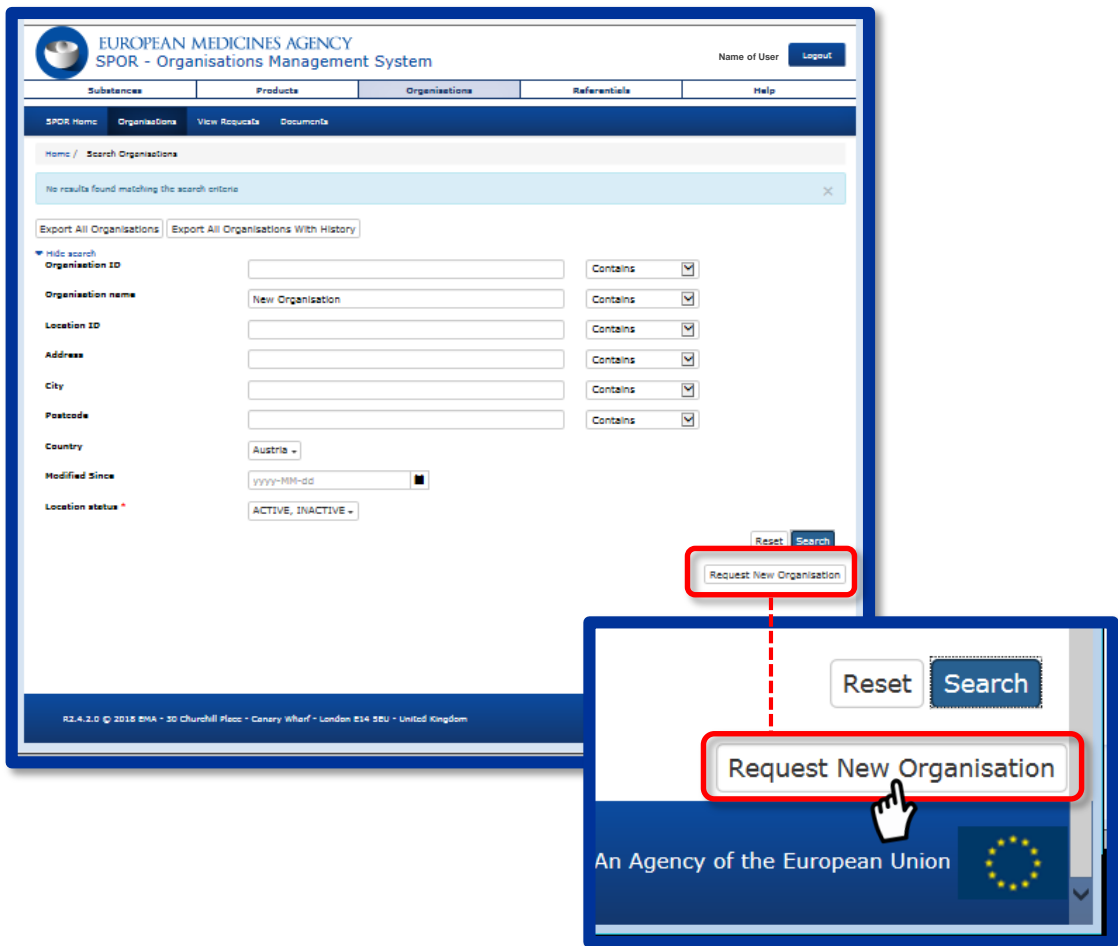 EUROPEAN MEDICINES AGENCY
SPOR - Organisations Management System
Name of User
Logout
Substances Products Organisations Referentials Help
SPOR Home Organisations View Requests Documents
Home / Search Organisations
No results found matching the search criteria
Export All Organisations Export All Organisations With History
Hide search
Organisation ID Contains
Organisation name New Organisation Contains
Location ID Contains
Address Contains
City Contains
Postcode Contains
Country Austria
Modified Since yyyy-MM-dd
Location status * ACTIVE, INACTIVE
Reset Search
Request New Organisation
R2.4.2.0 © 2018 EMA - 30 Churchill Place - Canary Wharf - London E14 5EU - United Kingdom
Reset Search
Request New Organisation
An Agency of the European Union